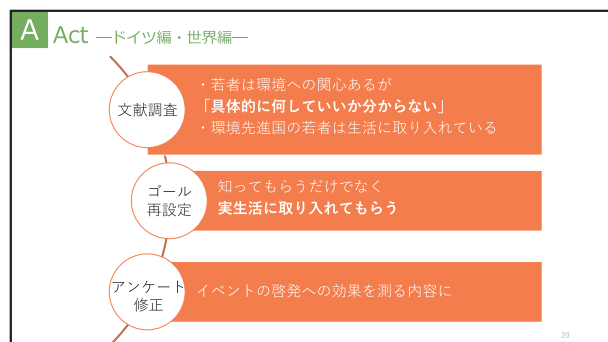 A Act ―ドイツ編・世界編―
文献調査
・若者は環境への関心あるが
「具体的に何していいか分からない」
・環境先進国の若者は生活に取り入れている
ゴール
再設定
知ってもらうだけでなく
実生活に取り入れてもらう
アンケート
修正
イベントの啓発への効果を測る内容に
20